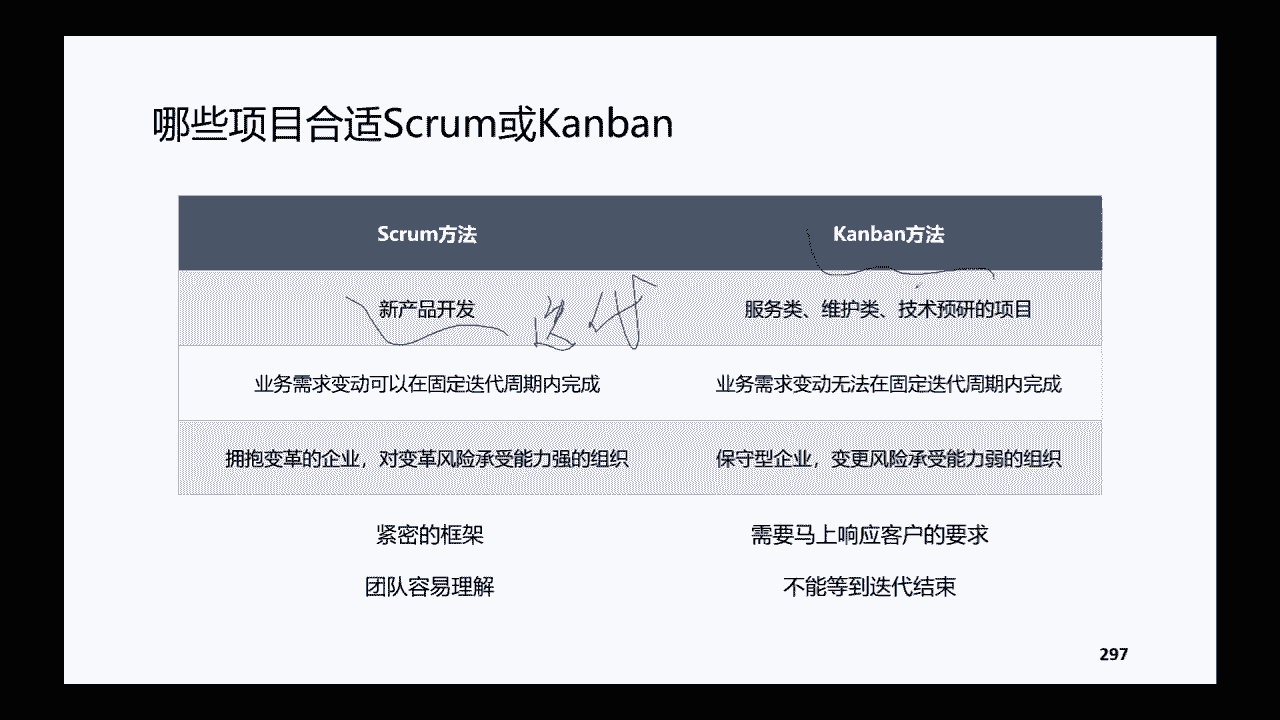 哪些项目合适Scrum或Kanban
Scrum方法 Kanban方法
新产品开发 迭代 服务类、维护类、技术预研的项目
业务需求变动可以在固定迭代周期内完成 业务需求变动无法在固定迭代周期内完成
拥抱变革的企业，对变革风险承受能力强的组织 保守型企业，变更风险承受能力弱的组织
紧密的框架 需要马上响应客户的要求
团队容易理解 不能等到迭代结束
297